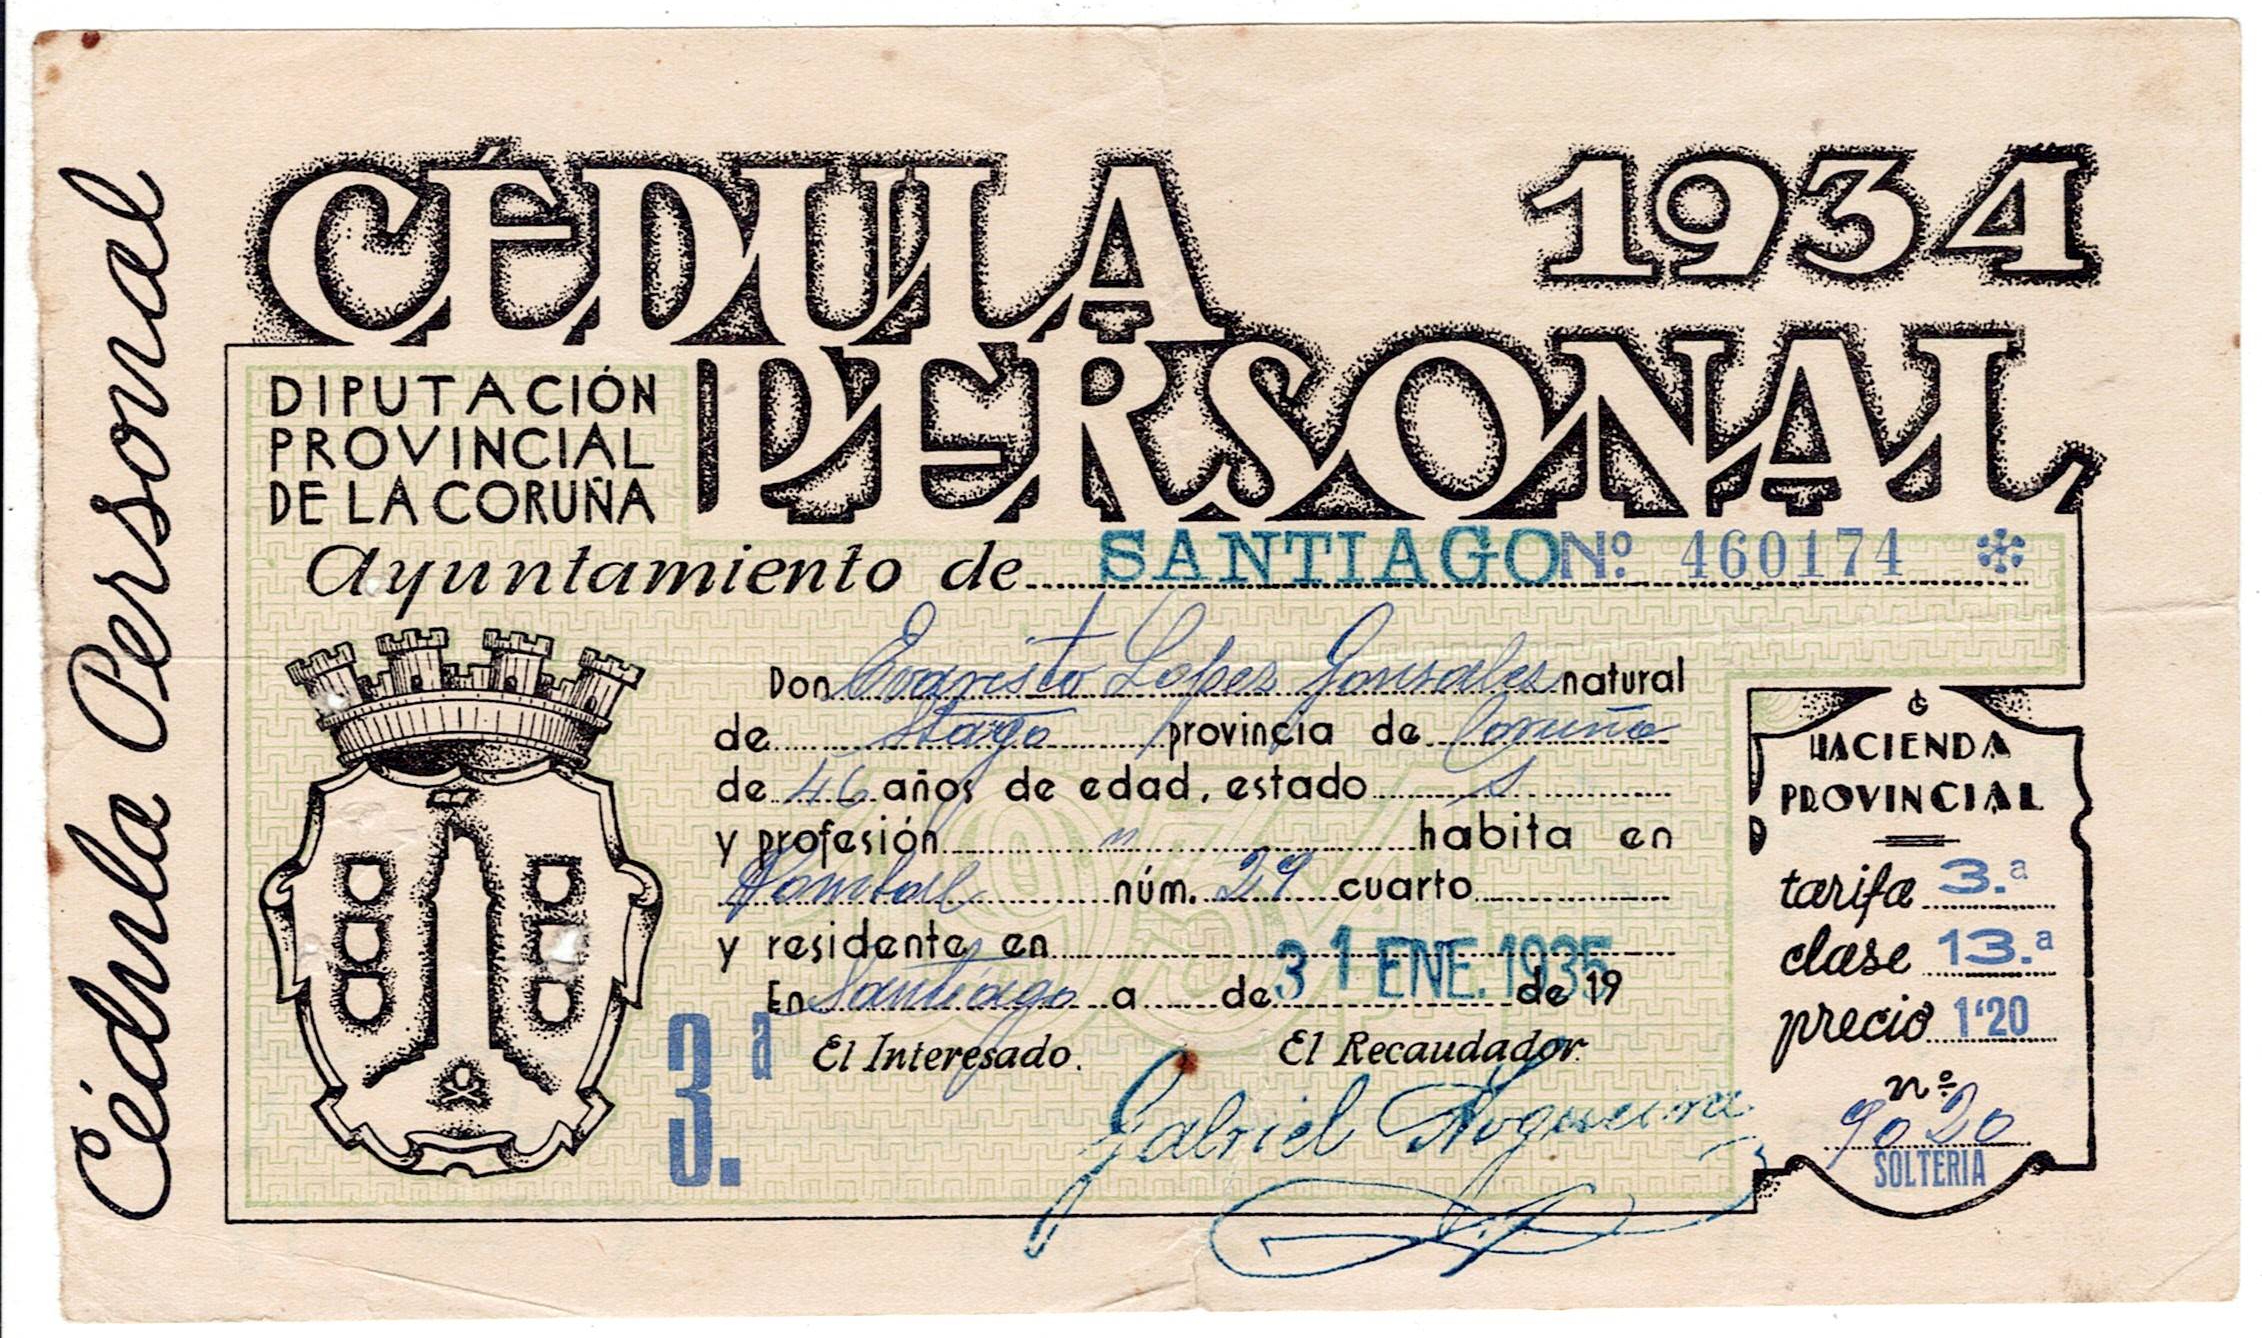 Cédula Personal
CÉDULA 1934
PERSONAL
DIPUTACIÓN
PROVINCIAL
DE LA CORUÑA
Ayuntamiento de SANTIAGO Nº 460174
Don Evaristo Lopez Gonzalez natural
de Stago provincia de Coruña
de 46 años de edad, estado S
y profesión " habita en
núm. 29 cuarto
y residente en
En Santiago a de 31 ENE. 1935 de 19
3.ª
El Interesado. El Recaudador.
Gabriel Nogueira
HACIENDA
PROVINCIAL
tarifa 3.ª
clase 13.ª
precio 1'20
nº
9020
SOLTERIA